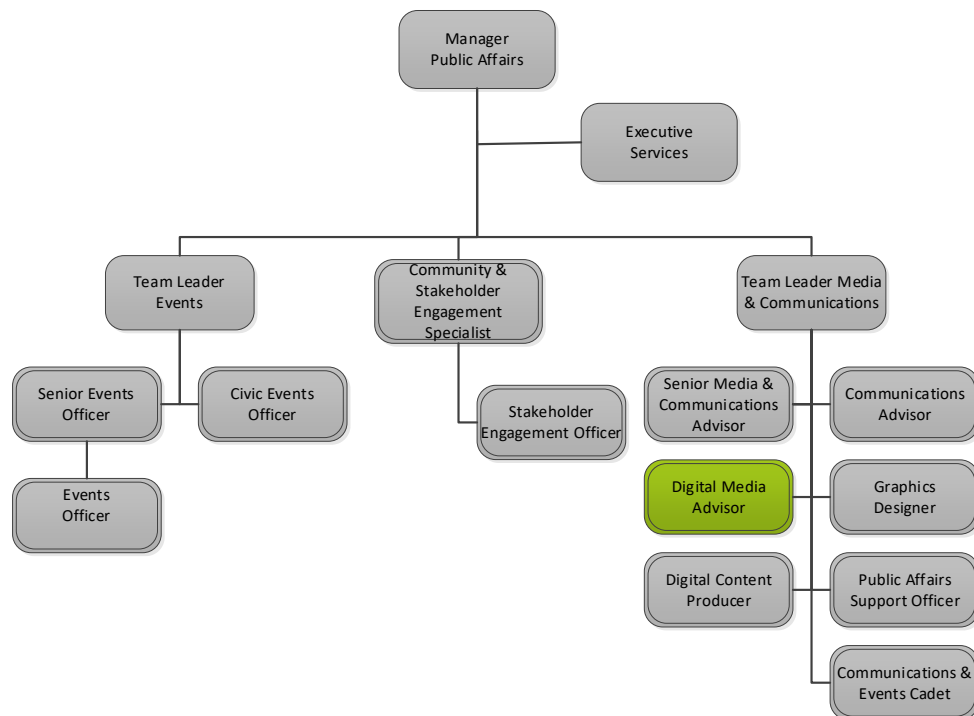 Manager
Public Affairs
Executive
Services
Team Leader
Events
Community &
Stakeholder
Engagement
Specialist
Team Leader Media
& Communications
Senior Events
Officer
Civic Events
Officer
Events
Officer
Stakeholder
Engagement Officer
Senior Media &
Communications
Advisor
Communications
Advisor
Digital Media
Advisor
Graphics
Designer
Digital Content
Producer
Public Affairs
Support Officer
Communications &
Events Cadet